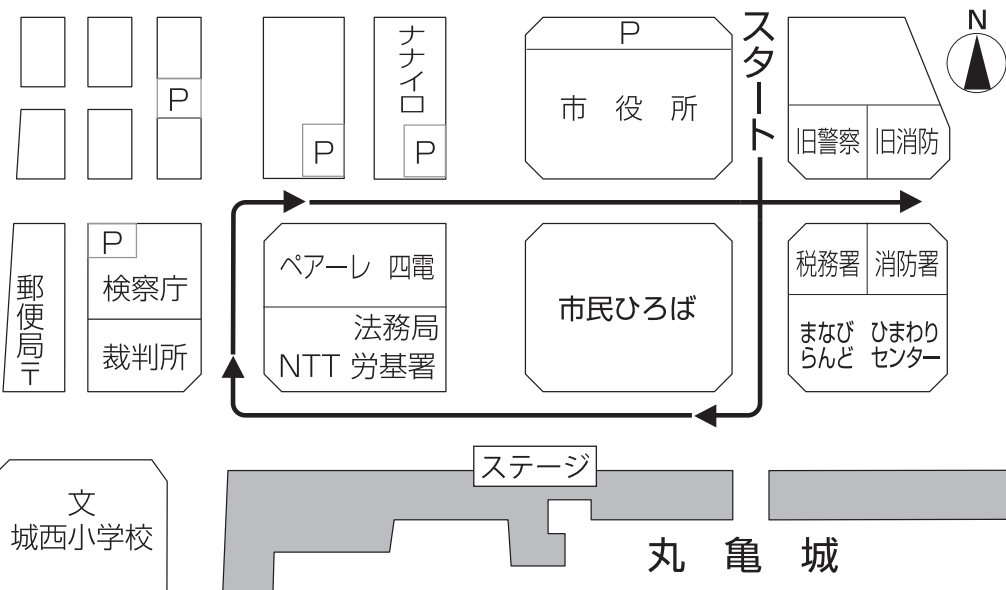 N
P
スタート
ナナイロ
P
市役所
旧警察
旧消防
P
P
P
ペアーレ 四電
税務署
消防署
郵便局〒
検察庁
市民ひろば
法務局
NTT 労基署
まなびらんど
ひまわりセンター
裁判所
ステージ
文
城西小学校
丸亀城